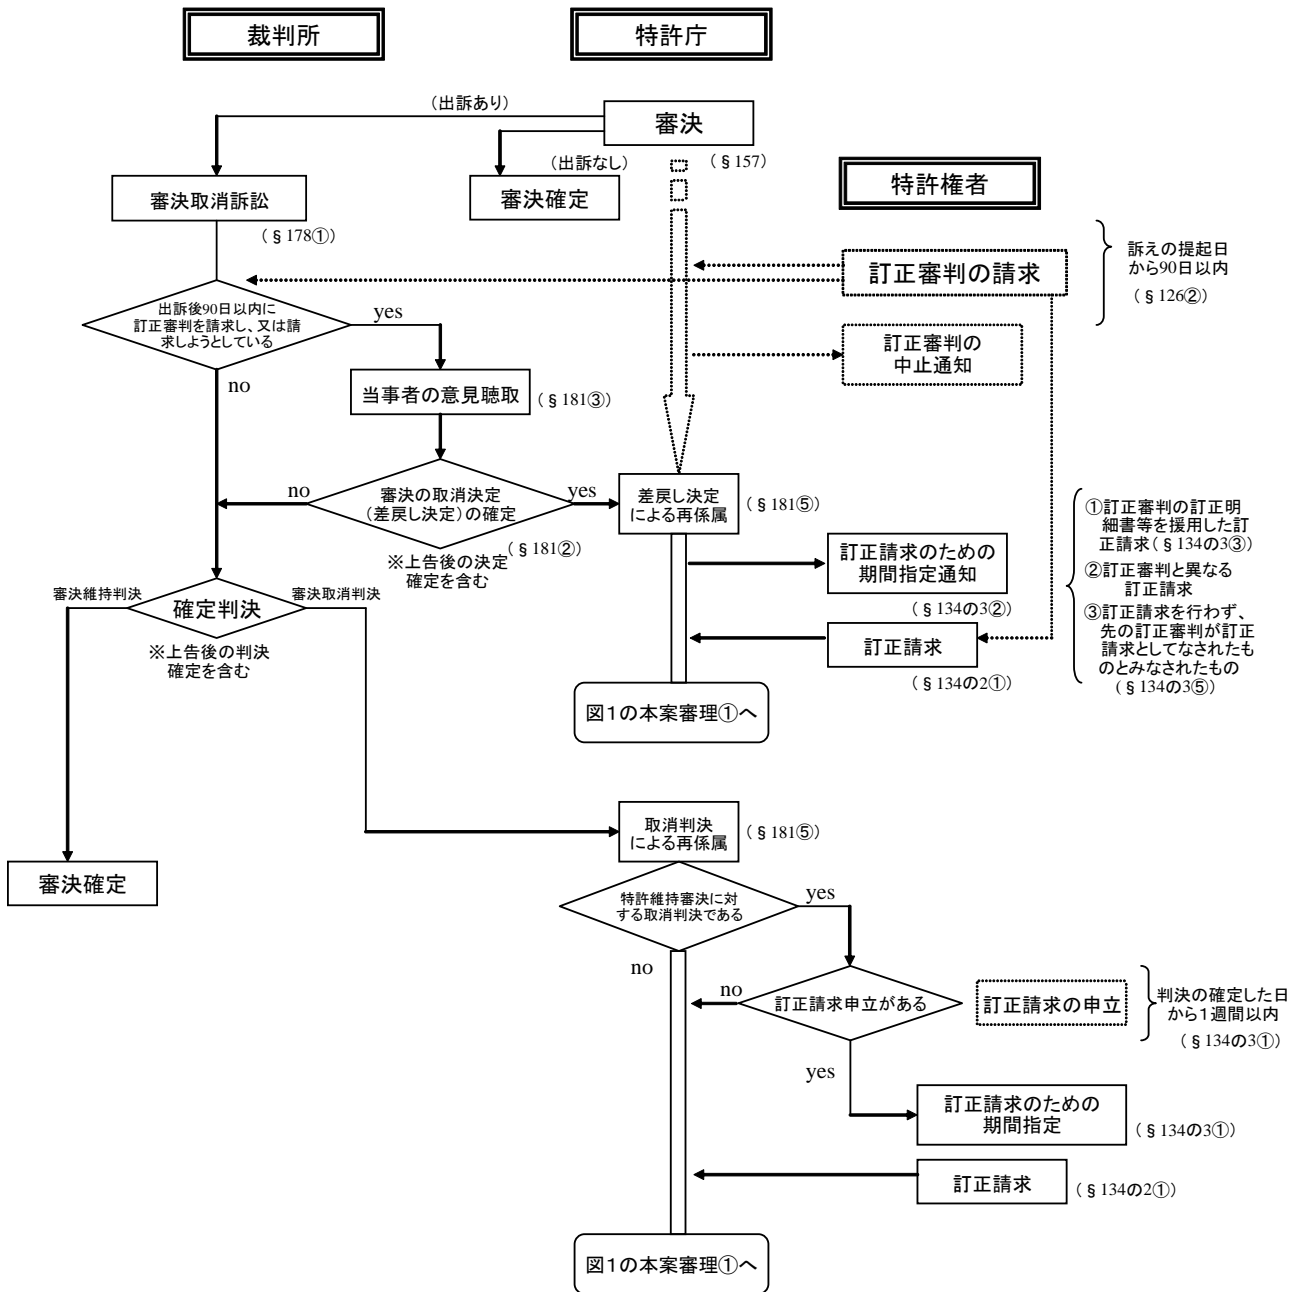 裁判所
特許庁
(出訴あり)
審決
(出訴なし)
(§157)
特許権者
審決取消訴訟
審決確定
(§178①)
訂正審判の請求
訴えの提起日
から90日以内
(§126②)
出訴後90日以内に
訂正審判を請求し、又は請
求しようとしている
yes
no
訂正審判の
中止通知
当事者の意見聴取
(§181③)
no
審決の取消決定
(差戻し決定)の確定
yes
(§181②)
※上告後の決定
確定を含む
差戻し決定
による再係属
(§181⑤)
訂正請求のための
期間指定通知
(§134の3②)
訂正請求
(§134の2①)
①訂正審判の訂正明
細書等を援用した訂
正請求(§134の3③)
②訂正審判と異なる
訂正請求
③訂正請求を行わず、
先の訂正審判が訂正
請求としてなされたも
のとみなされたもの
(§134の3⑤)
審決維持判決
審決取消判決
確定判決
※上告後の判決
確定を含む
図1の本案審理①へ
取消判決
による再係属
(§181⑤)
審決確定
特許維持審決に対
する取消判決である
yes
no
no
訂正請求申立がある
訂正請求の申立
判決の確定した日
から1週間以内
(§134の3①)
yes
訂正請求のための
期間指定
(§134の3①)
訂正請求
(§134の2①)
図1の本案審理①へ